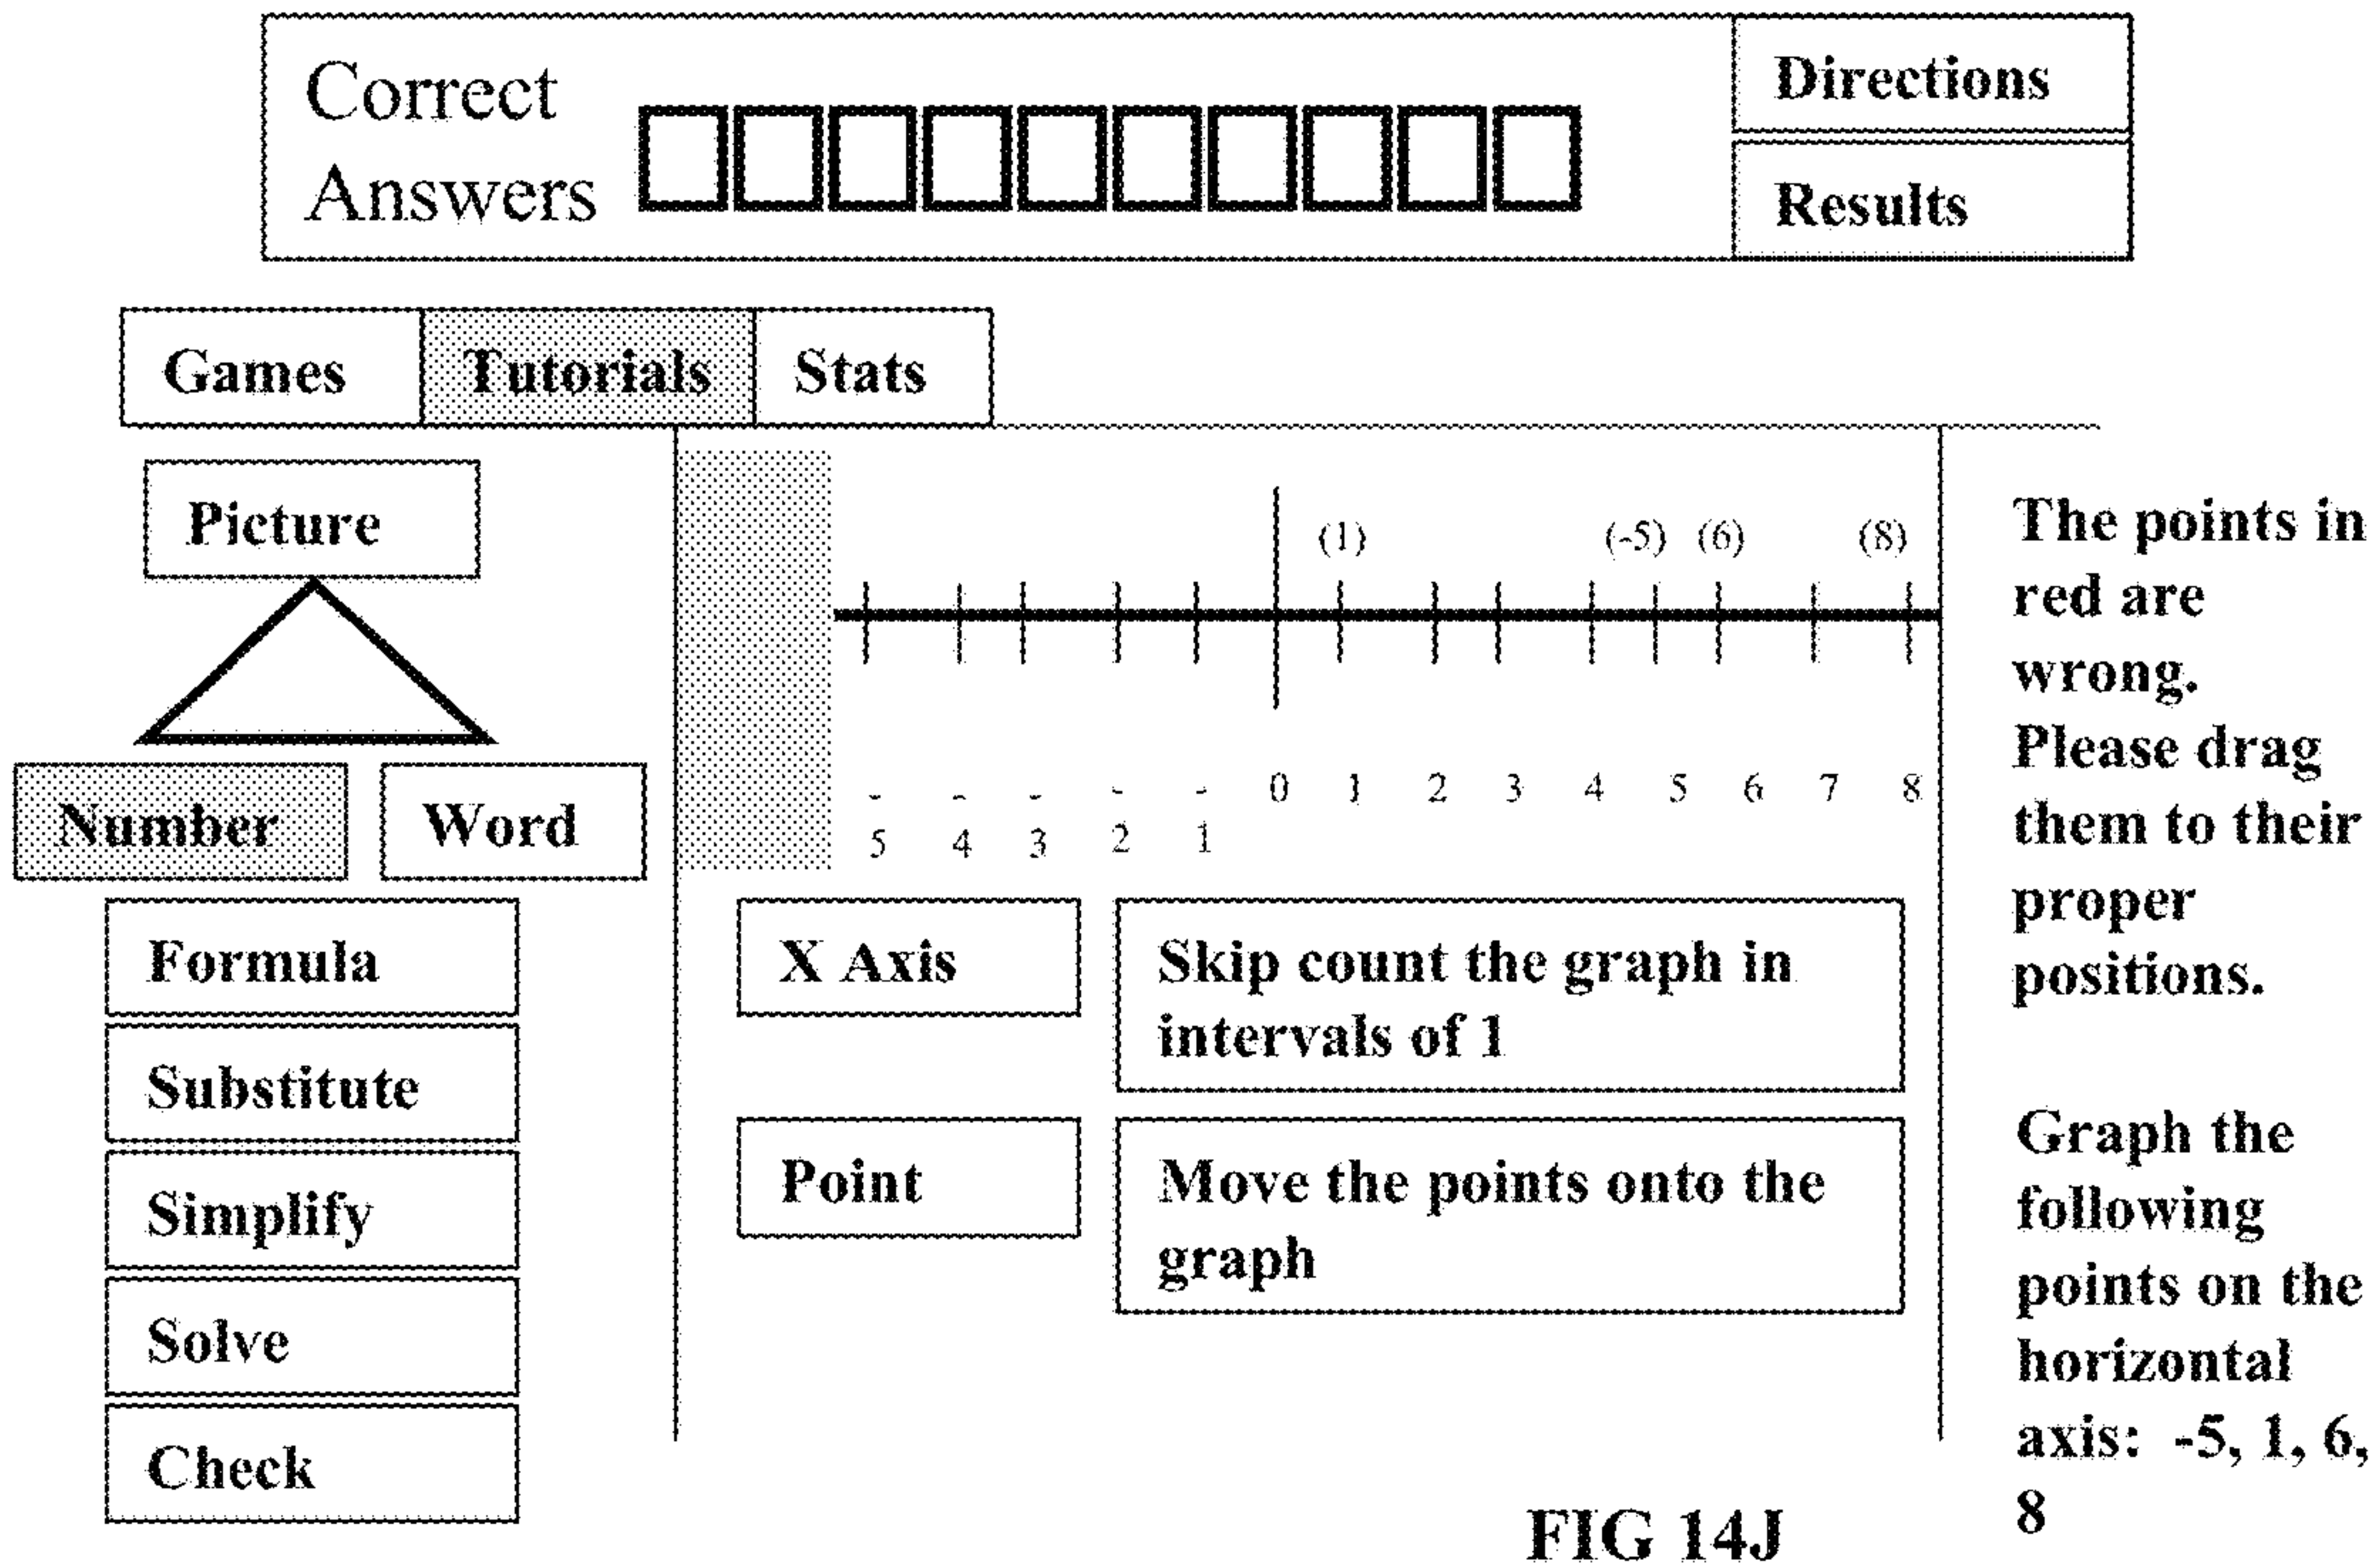 Correct
Answers
Directions
Results
Games Tutorials Stats
Picture
Number Word
Formula
Substitute
Simplify
Solve
Check
(1) (-5) (6) (8)
- - - - - 0 1 2 3 4 5 6 7 8
5 4 3 2 1
X Axis
Skip count the graph in
intervals of 1
Point
Move the points onto the
graph
The points in
red are
wrong.
Please drag
them to their
proper
positions.
Graph the
following
points on the
horizontal
axis: -5, 1, 6,
8
FIG 14J